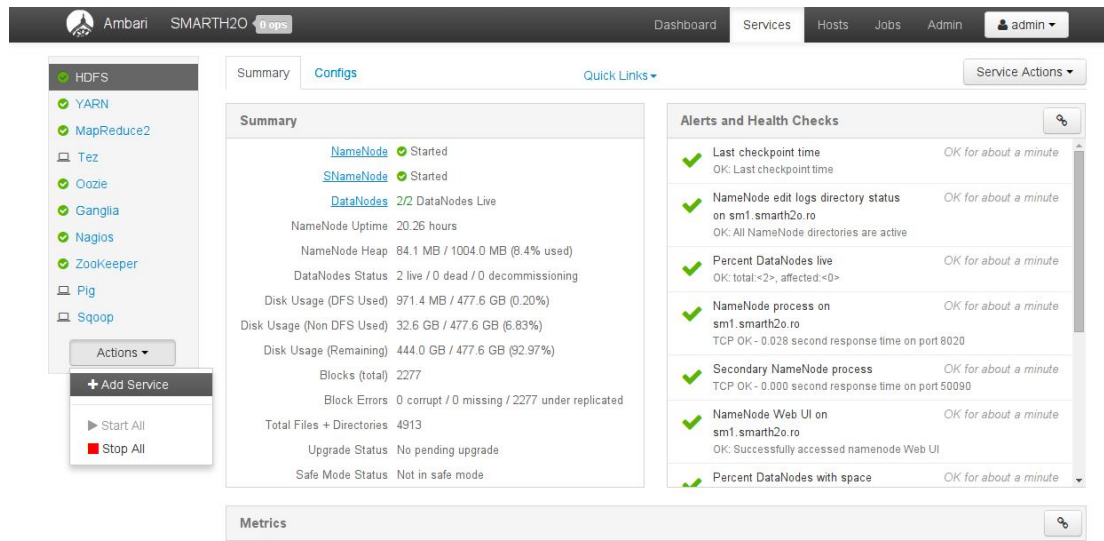 Ambari SMARTH2O 0 ops Dashboard Services Hosts Jobs Admin admin
HDFS
YARN
MapReduce2
Tez
Oozie
Ganglia
Nagios
ZooKeeper
Pig
Sqoop
Actions
Add Service
Start All
Stop All
Summary Configs Quick Links Service Actions
Summary
NameNode Started
SNameNode Started
DataNodes 2/2 DataNodes Live
NameNode Uptime 20.26 hours
NameNode Heap 84.1 MB / 1004.0 MB (8.4% used)
DataNodes Status 2 live / 0 dead / 0 decommissioning
Disk Usage (DFS Used) 971.4 MB / 477.6 GB (0.20%)
Disk Usage (Non DFS Used) 32.6 GB / 477.6 GB (6.83%)
Disk Usage (Remaining) 444.0 GB / 477.6 GB (92.97%)
Blocks (total) 2277
Block Errors 0 corrupt / 0 missing / 2277 under replicated
Total Files + Directories 4913
Upgrade Status No pending upgrade
Safe Mode Status Not in safe mode
Alerts and Health Checks
Last checkpoint time OK for about a minute
OK: Last checkpoint time
NameNode edit logs directory status OK for about a minute
on sm1.smarth2o.ro
OK: All NameNode directories are active
Percent DataNodes live OK for about a minute
OK: total:<2>, affected:<0>
NameNode process on OK for about a minute
sm1.smarth2o.ro
TCP OK - 0.028 second response time on port 8020
Secondary NameNode process OK for about a minute
TCP OK - 0.000 second response time on port 50090
NameNode Web UI on OK for about a minute
sm1.smarth2o.ro
OK: Successfully accessed namenode Web UI
Percent DataNodes with space OK for about a minute
Metrics